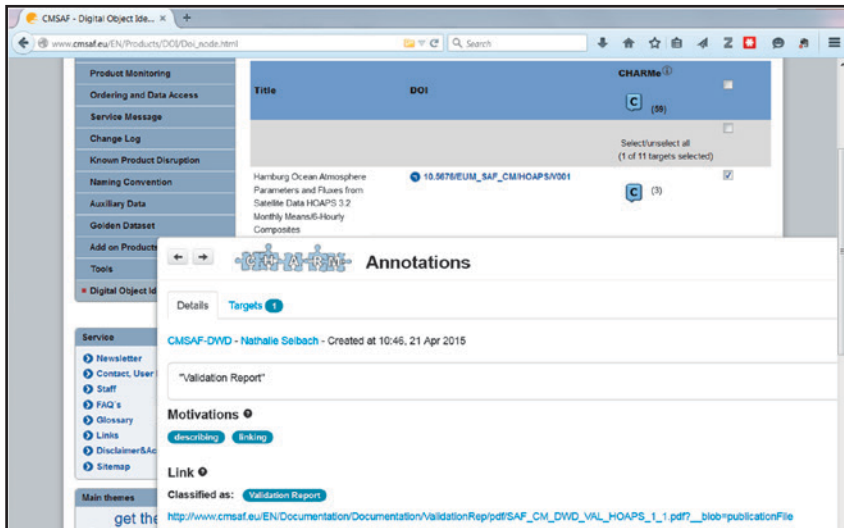 CMSAF - Digital Object Ide...
www.cmsaf.eu/EN/Products/DOI/Doi_node.html
Search
Product Monitoring
Ordering and Data Access
Service Message
Change Log
Known Product Disruption
Naming Convention
Auxiliary Data
Golden Dataset
Add on Products
Tools
Digital Object Id
Title DOI CHARMe
C (59)
Select/unselect all
(1 of 11 targets selected)
Hamburg Ocean Atmosphere
Parameters and Fluxes from
Satellite Data HOAPS 3.2
Monthly Means/6-Hourly
Composites
10.5676/EUM_SAF_CM/HOAPS/V001
C (3)
Service
Newsletter
Contact, User
Staff
FAQ's
Glossary
Links
Disclaimer&Ac
Sitemap
Main themes
get the
CHARM Annotations
Details Targets 1
CMSAF-DWD - Nathalie Selbach - Created at 10:46, 21 Apr 2015
"Validation Report"
Motivations
describing linking
Link
Classified as: Validation Report
http://www.cmsaf.eu/EN/Documentation/Documentation/ValidationRep/pdf/SAF_CM_DWD_VAL_HOAPS_1_1.pdf?__blob=publicationFile